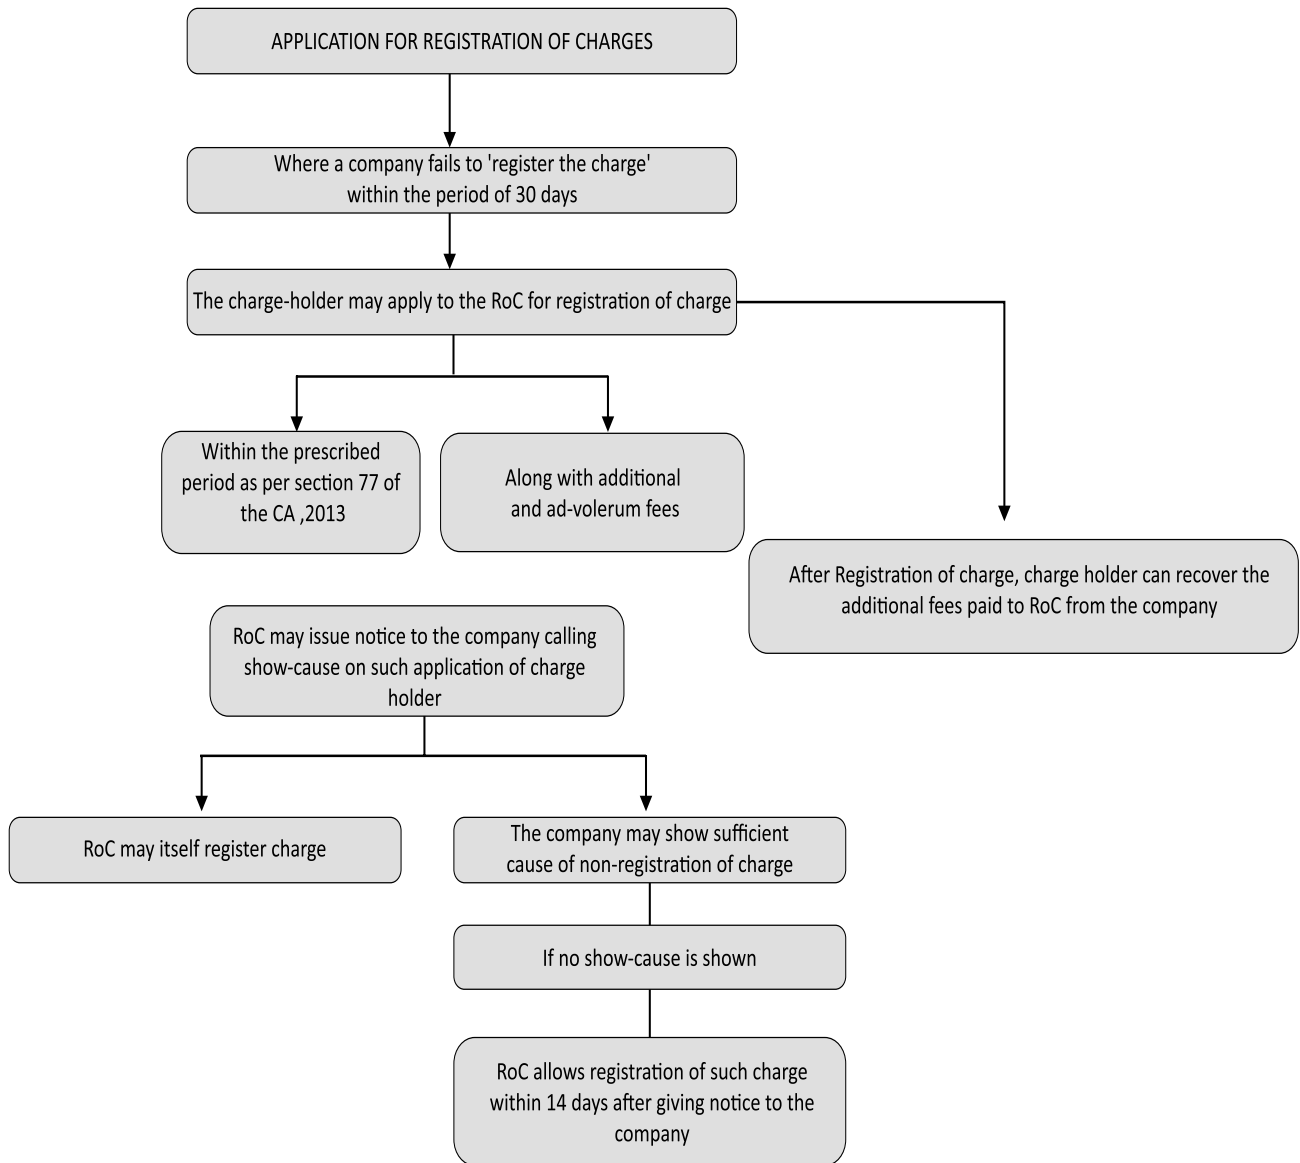 APPLICATION FOR REGISTRATION OF CHARGES
Where a company fails to 'register the charge'
within the period of 30 days
The charge-holder may apply to the RoC for registration of charge
Within the prescribed
period as per section 77 of
the CA ,2013
Along with additional
and ad-volerum fees
After Registration of charge, charge holder can recover the
additional fees paid to RoC from the company
RoC may issue notice to the company calling
show-cause on such application of charge
holder
RoC may itself register charge
The company may show sufficient
cause of non-registration of charge
If no show-cause is shown
RoC allows registration of such charge
within 14 days after giving notice to the
company